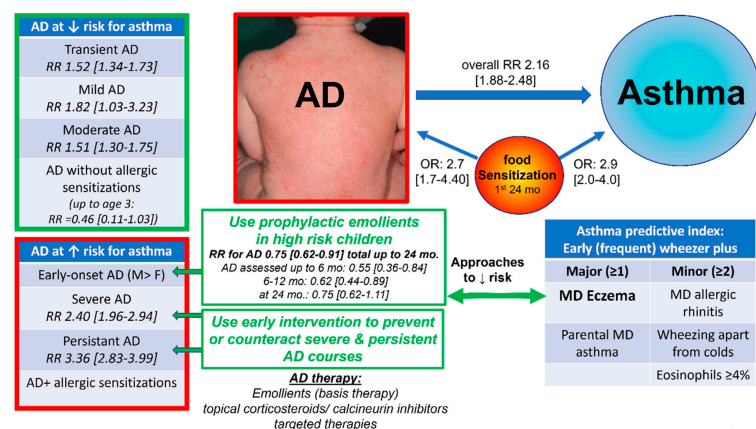 AD at ↓ risk for asthma
Transient AD
RR 1.52 [1.34-1.73]
Mild AD
RR 1.82 [1.03-3.23]
Moderate AD
RR 1.51 [1.30-1.75]
AD without allergic
sensitizations
(up to age 3:
RR =0.46 [0.11-1.03])
AD
overall RR 2.16
[1.88-2.48]
Asthma
OR: 2.7
[1.7-4.40]
food
Sensitization
1st 24 mo
OR: 2.9
[2.0-4.0]
AD at ↑ risk for asthma
Early-onset AD (M> F)
Severe AD
RR 2.40 [1.96-2.94]
Persistant AD
RR 3.36 [2.83-3.99]
AD+ allergic sensitizations
Use prophylactic emollients
in high risk children
RR for AD 0.75 [0.62-0.91] total up to 24 mo.
AD assessed up to 6 mo: 0.55 [0.36-0.84]
6-12 mo: 0.62 [0.44-0.89]
at 24 mo.: 0.75 [0.62-1.11]
Use early intervention to prevent
or counteract severe & persistent
AD courses
AD therapy:
Emollients (basis therapy)
topical corticosteroids/ calcineurin inhibitors
targeted therapies
Approaches
to ↓ risk
Asthma predictive index:
Early (frequent) wheezer plus
Major (≥1) Minor (≥2)
MD Eczema MD allergic
rhinitis
Parental MD Wheezing apart
asthma from colds
Eosinophils ≥4%